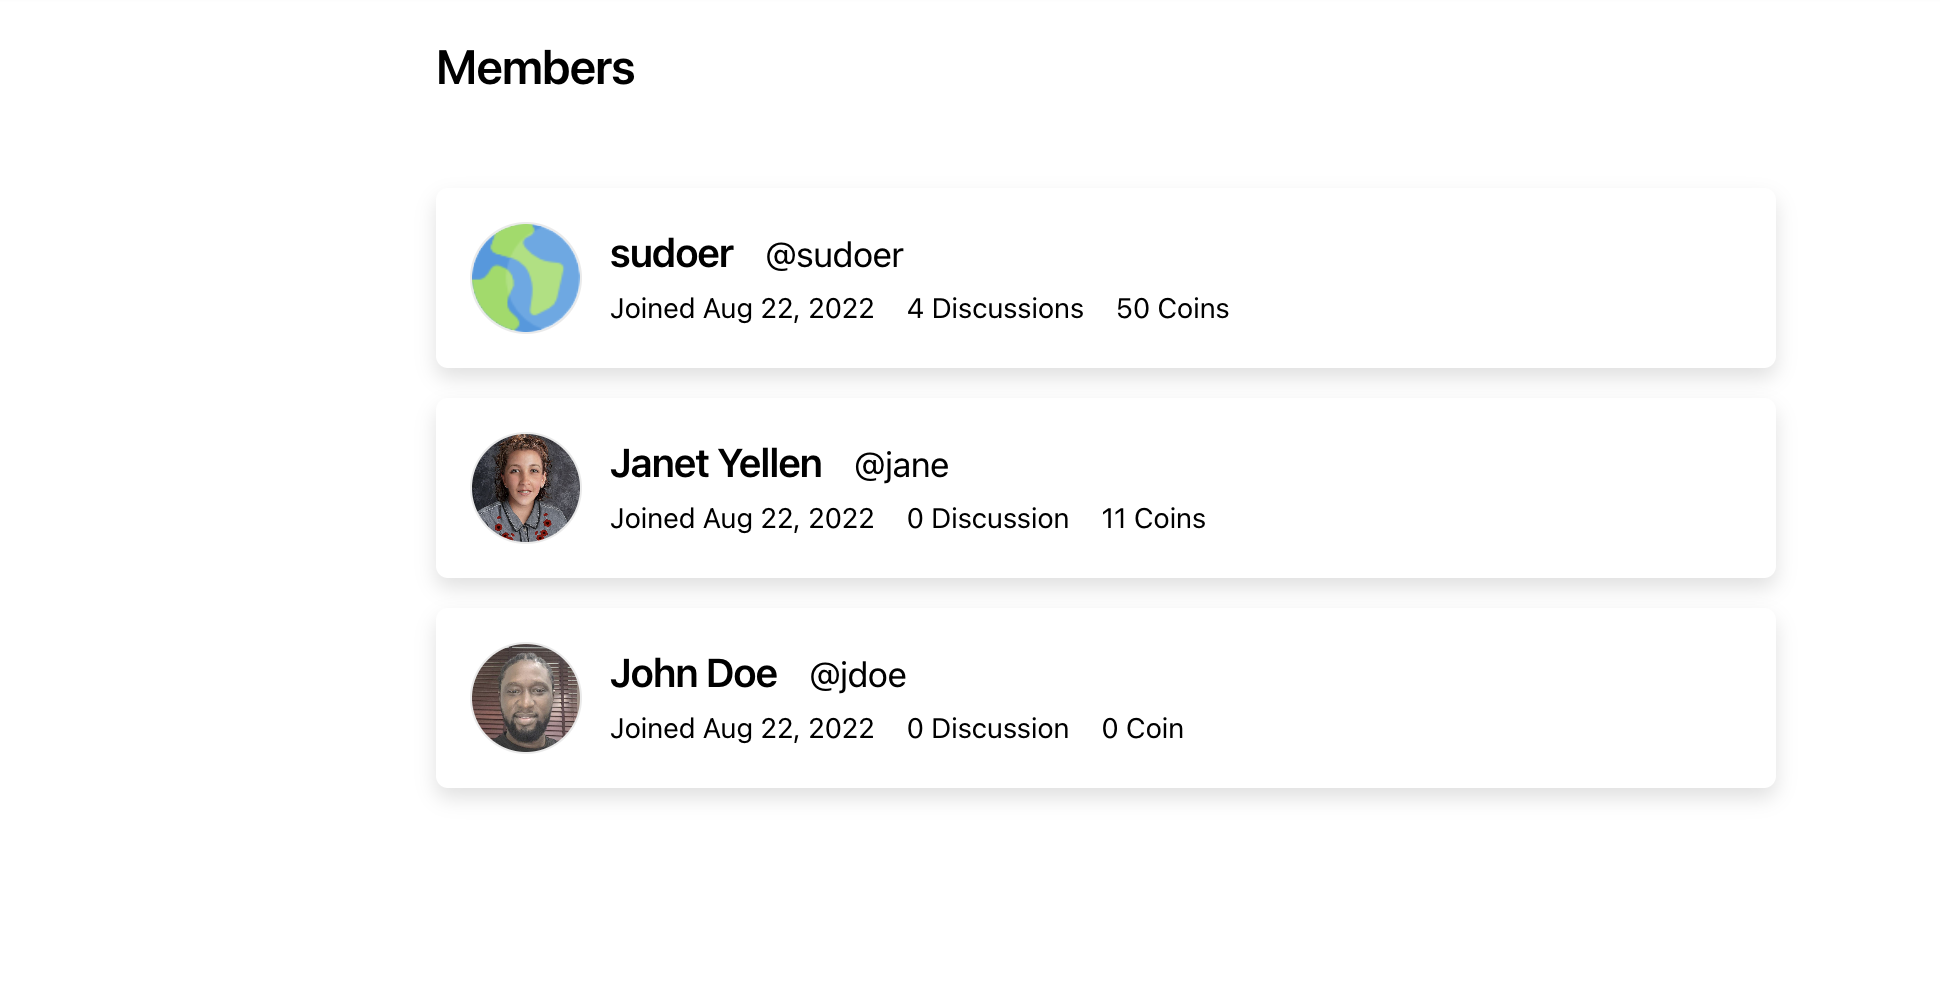 Members
sudoer @sudoer
Joined Aug 22, 2022 4 Discussions 50 Coins
Janet Yellen @jane
Joined Aug 22, 2022 0 Discussion 11 Coins
John Doe @jdoe
Joined Aug 22, 2022 0 Discussion 0 Coin